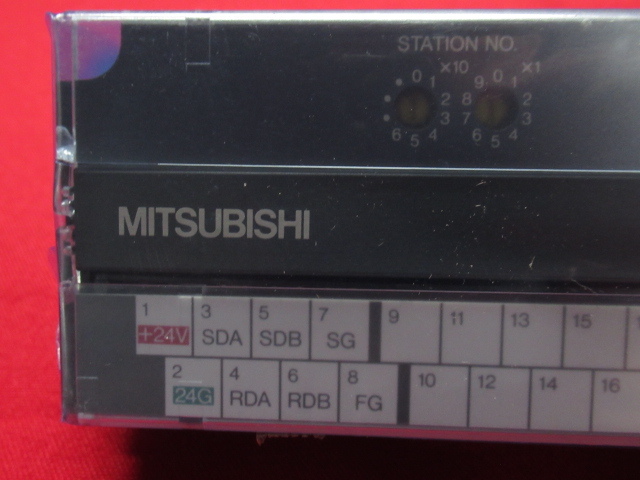 STATION NO.
×10 ×1
0 1 2 3 4 5 6
0 1 2 3 4 5 6 7 8 9
MITSUBISHI
1 3 5 7 9 11 13 15
+24V SDA SDB SG
2 4 6 8 10 12 14 16
24G RDA RDB FG